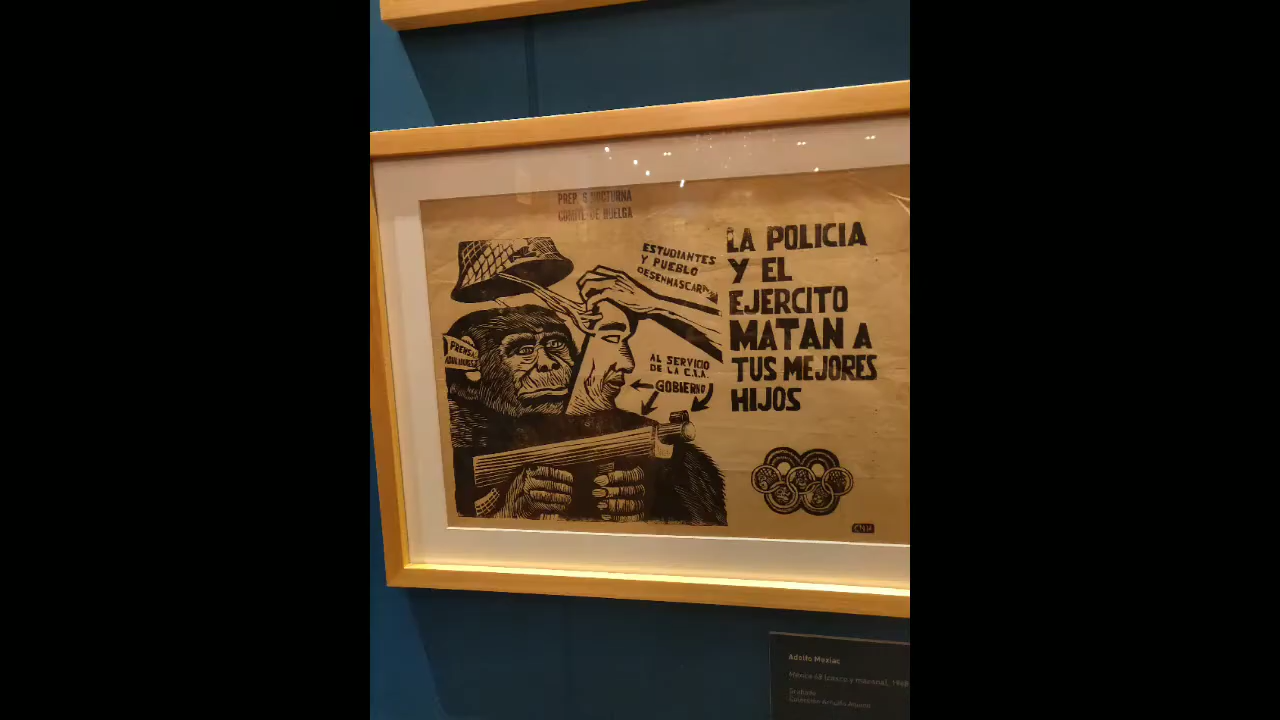 PREP 5 NOCTURNA
COMITE DE HUELGA
ESTUDIANTES
Y PUEBLO
DESENMASCARAN
LA POLICIA
Y EL
EJERCITO
MATAN A
TUS MEJORES
HIJOS
PRENSA
AL SERVICIO
DE LA C.I.A.
GOBIERNO
CNH
Adolfo Mexiac